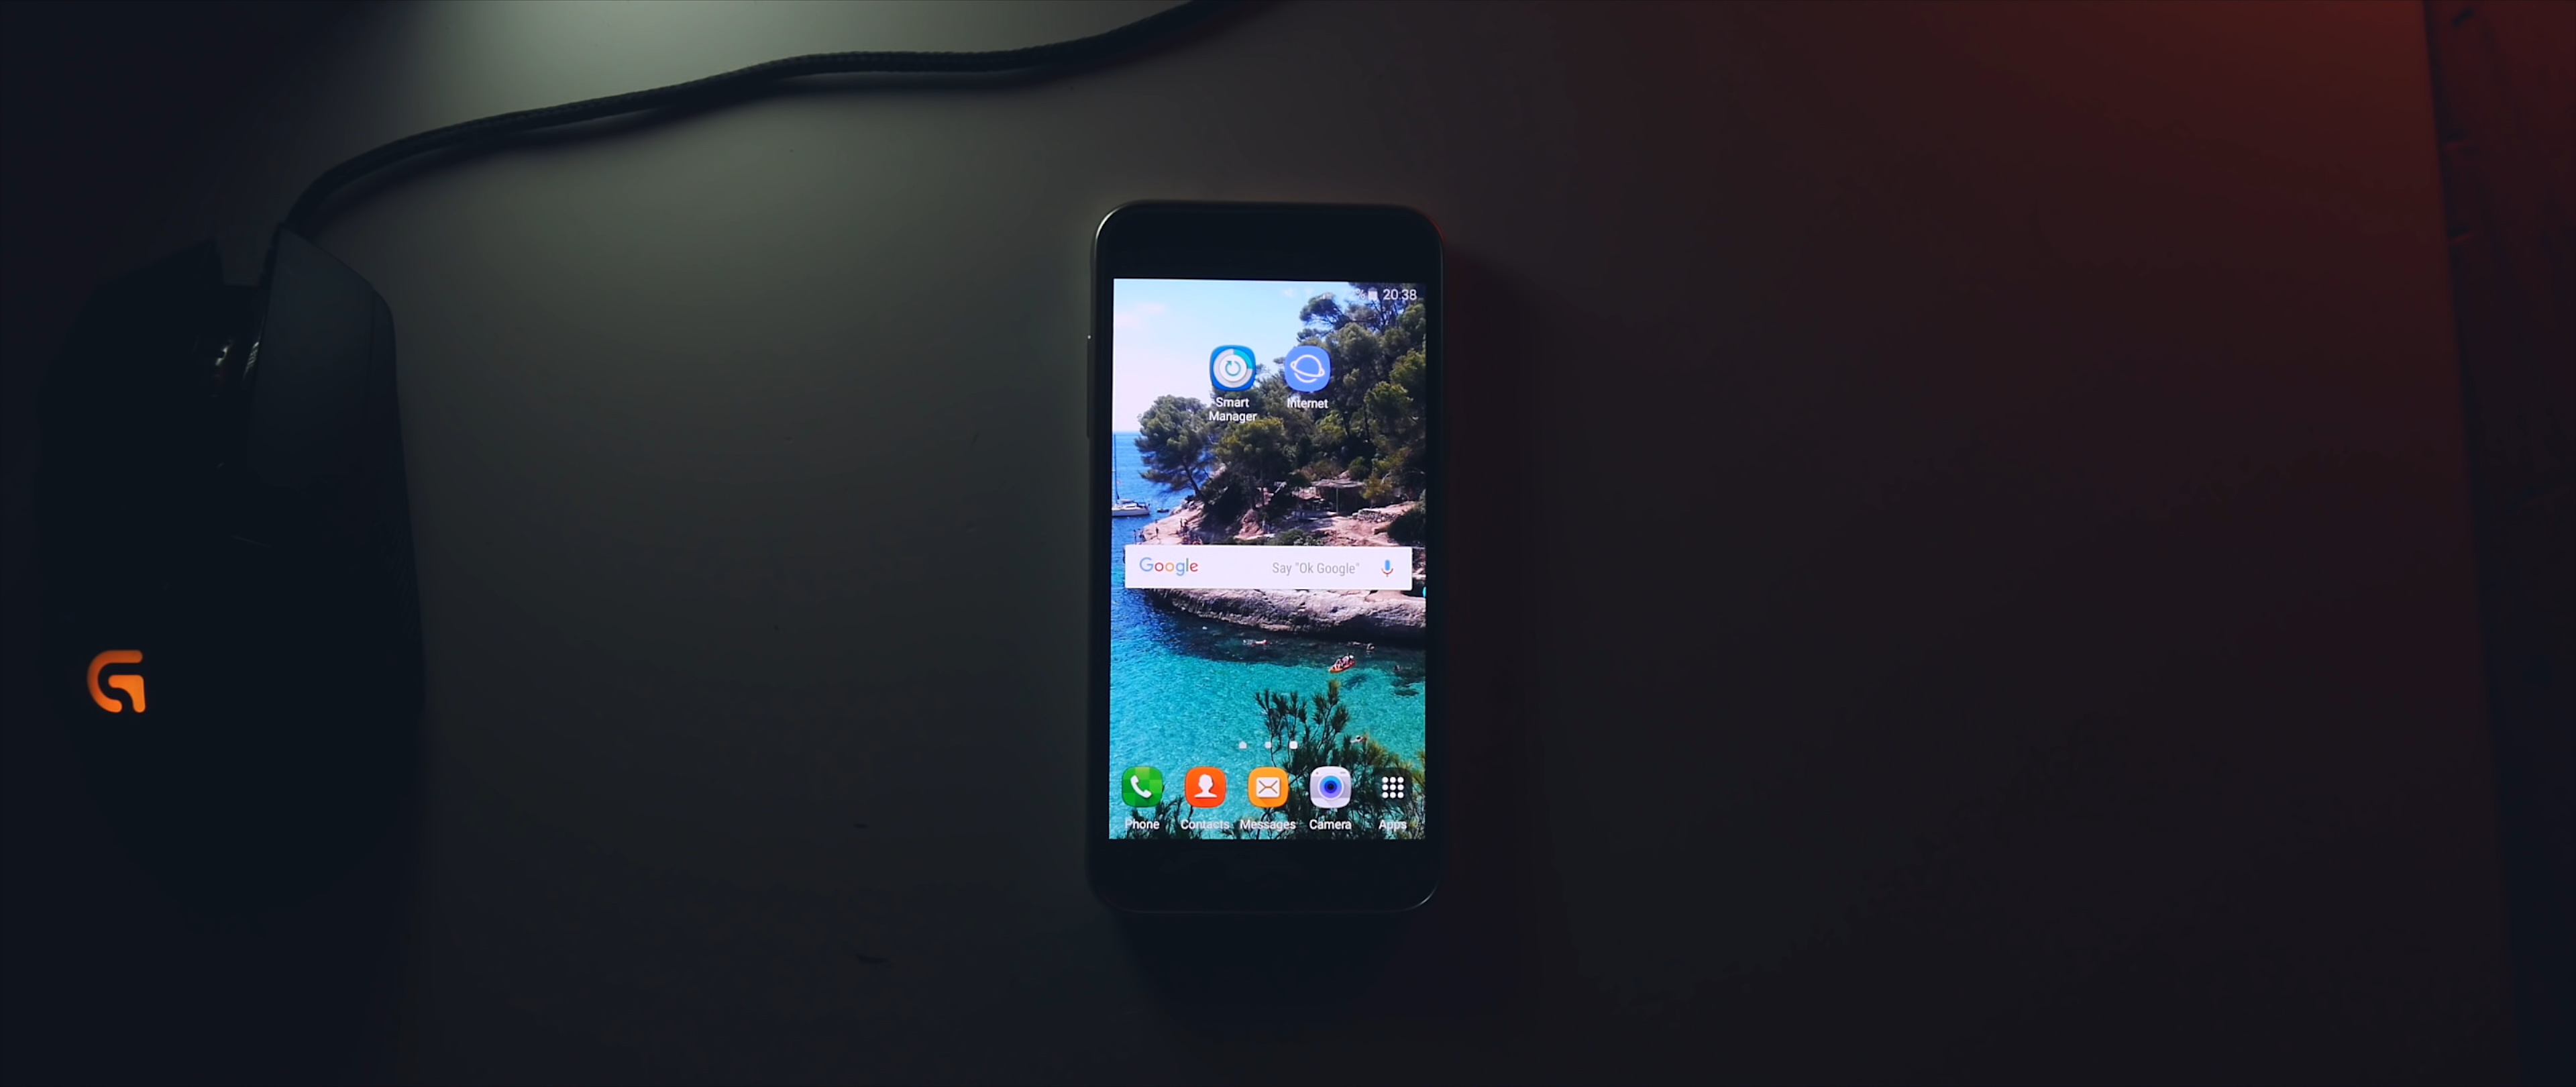 20:38
Smart
Manager
Internet
Google
Say "Ok Google"
Phone
Contacts
Messages
Camera
Apps